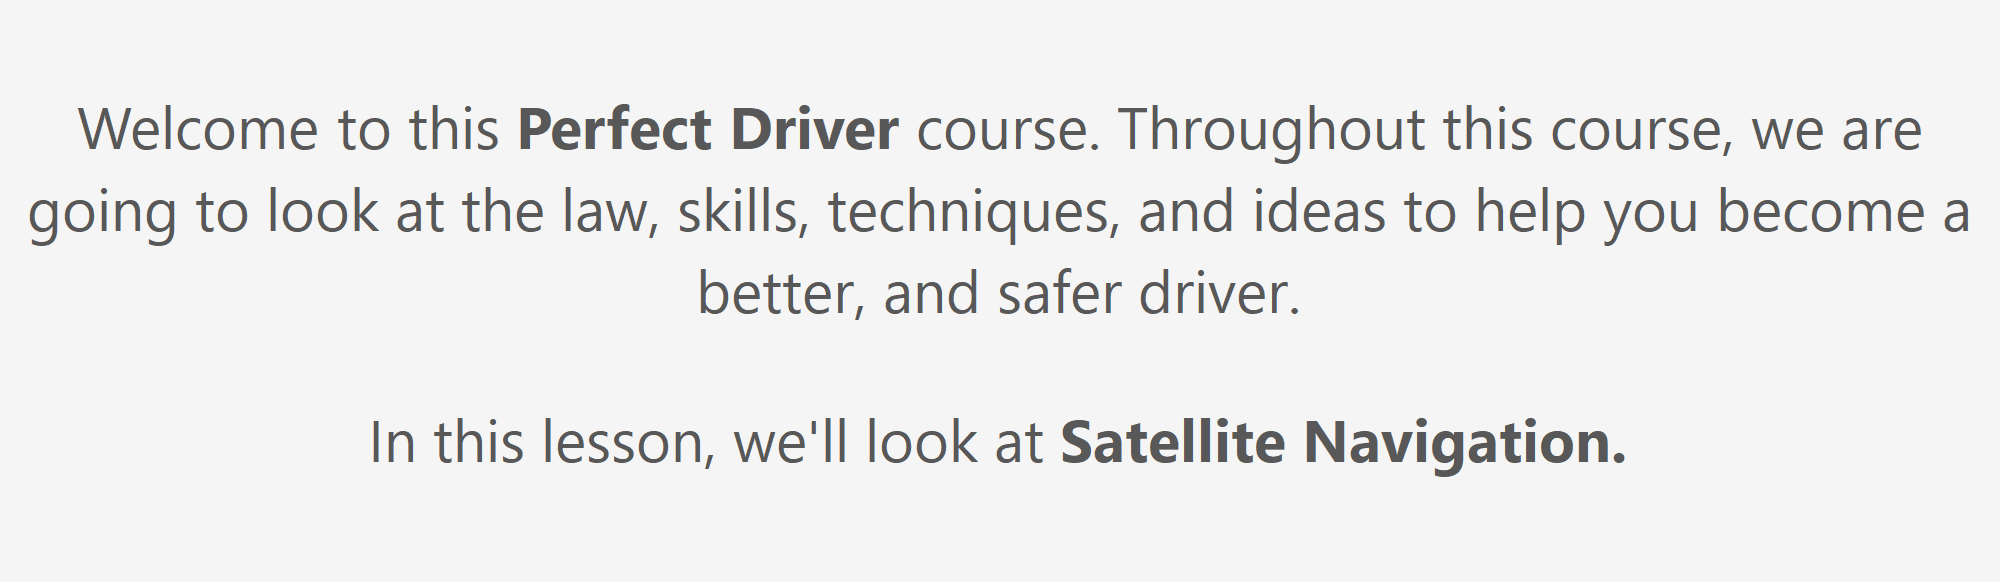 Welcome to this Perfect Driver course. Throughout this course, we are
going to look at the law, skills, techniques, and ideas to help you become a
better, and safer driver.
In this lesson, we'll look at Satellite Navigation.